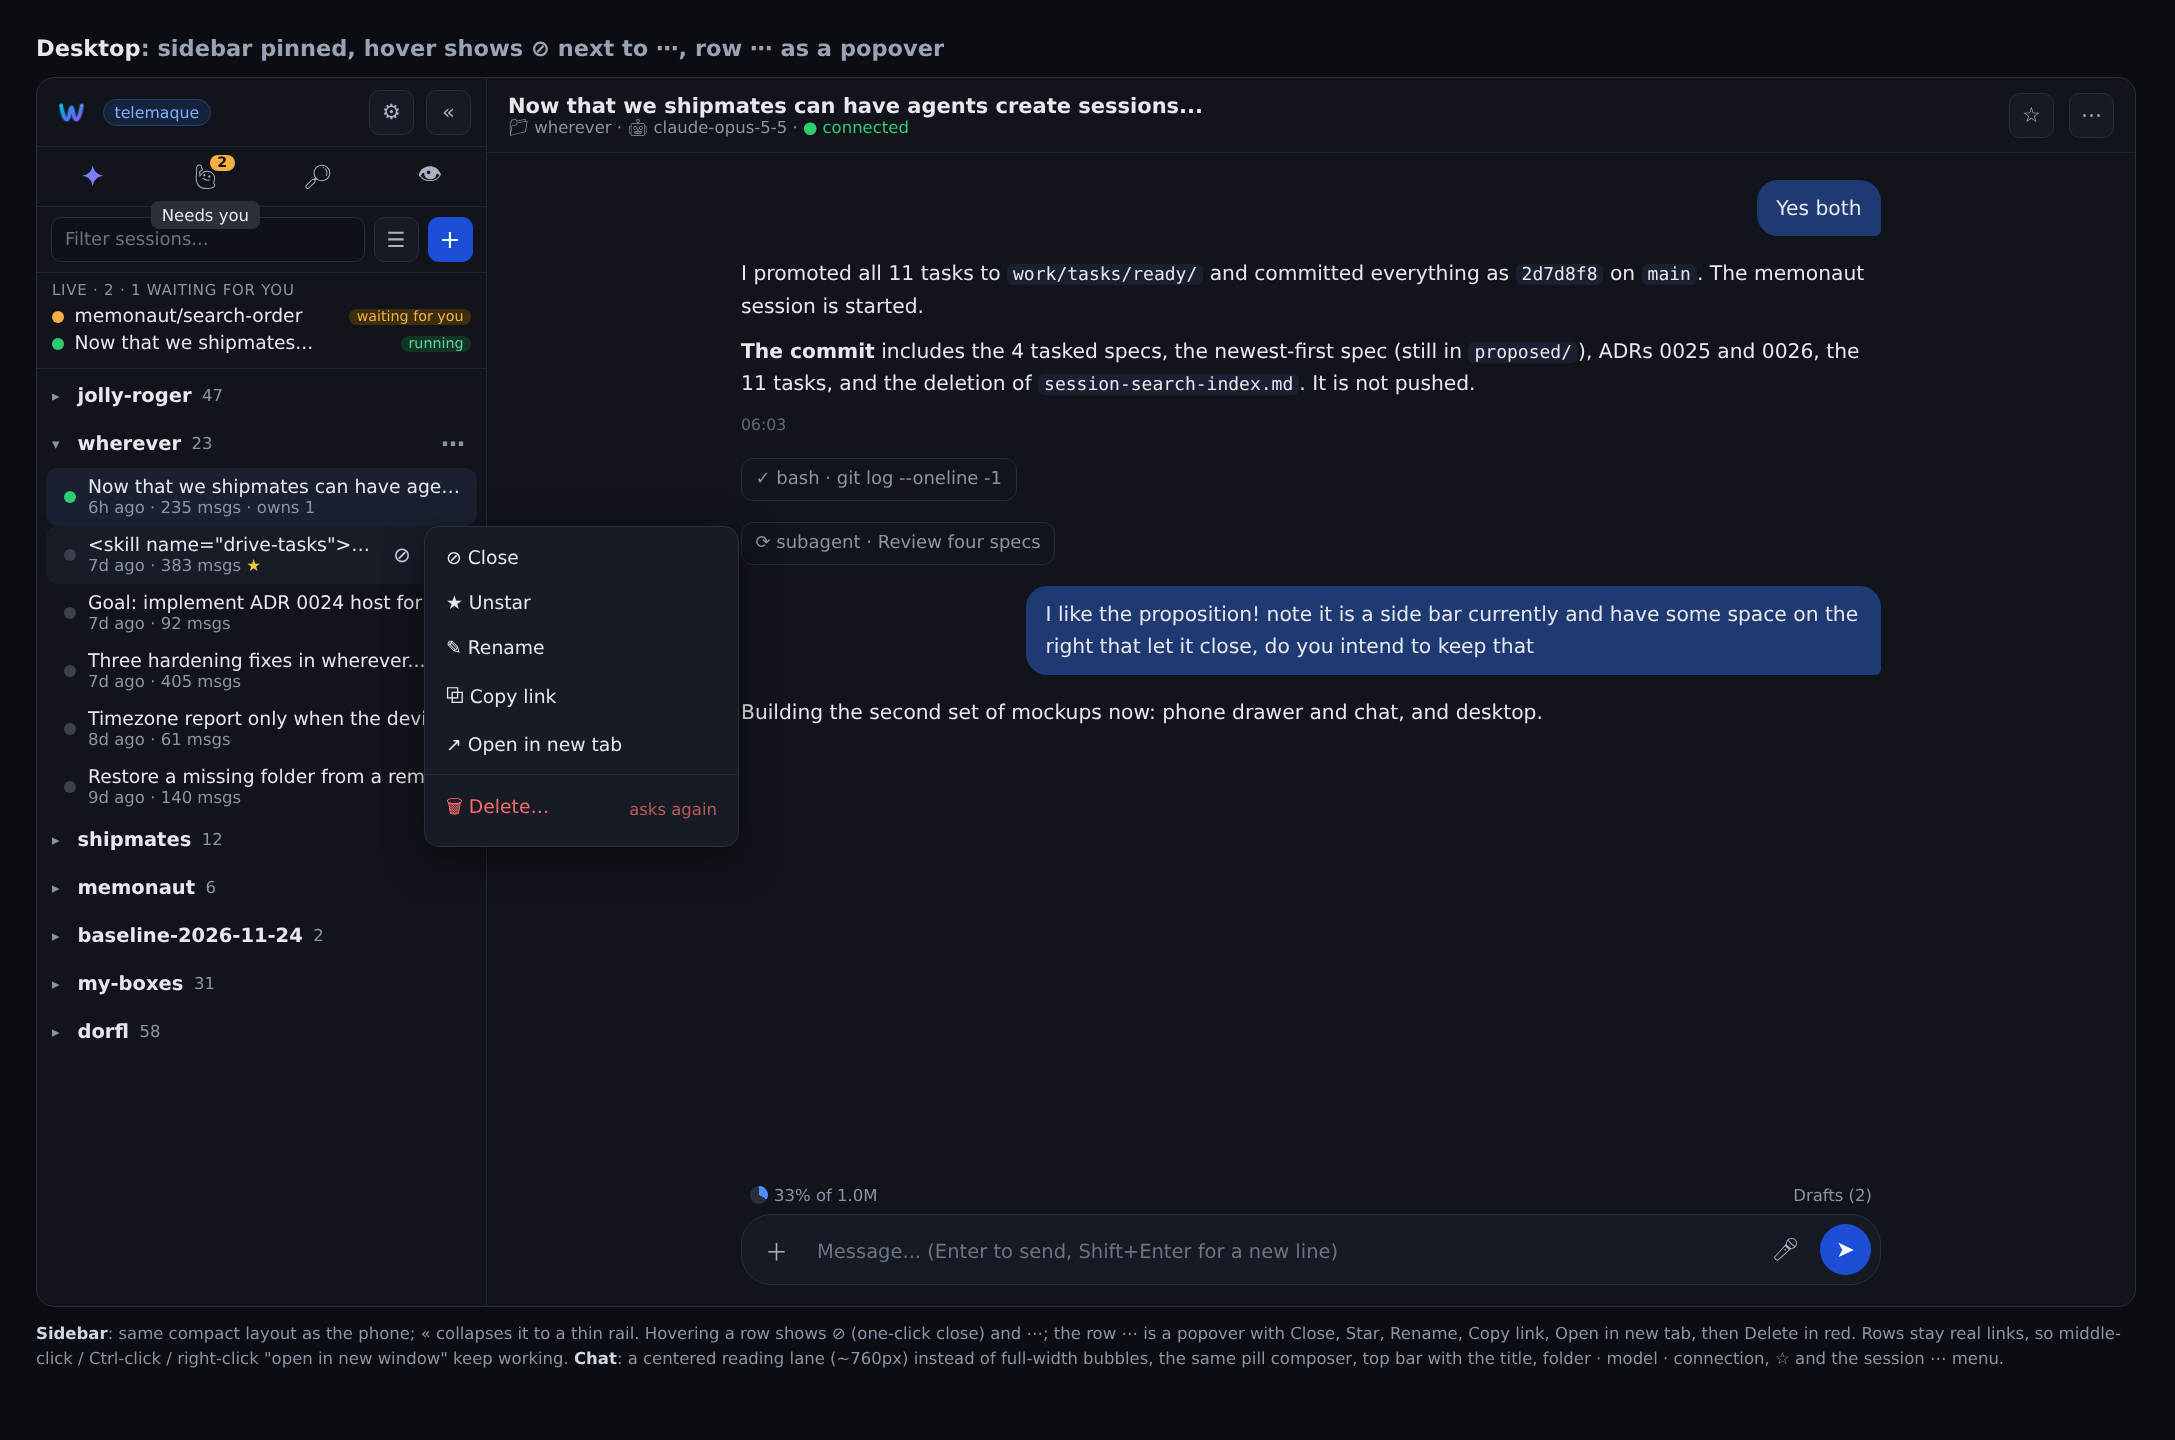 Desktop: sidebar pinned, hover shows ⊘ next to ⋯, row ⋯ as a popover
W telemaque ⚙ «
2
Needs you
Filter sessions… ☰ +
LIVE · 2 · 1 WAITING FOR YOU
memonaut/search-order waiting for you
Now that we shipmates… running
▸ jolly-roger 47
▾ wherever 23 ⋯
Now that we shipmates can have age…
6h ago · 235 msgs · owns 1
<skill name="drive-tasks">… ⊘
7d ago · 383 msgs ★
Goal: implement ADR 0024 host for
7d ago · 92 msgs
Three hardening fixes in wherever…
7d ago · 405 msgs
Timezone report only when the devi
8d ago · 61 msgs
Restore a missing folder from a rem
9d ago · 140 msgs
▸ shipmates 12
▸ memonaut 6
▸ baseline-2026-11-24 2
▸ my-boxes 31
▸ dorfl 58
⊘ Close
★ Unstar
✎ Rename
Copy link
↗ Open in new tab
Delete… asks again
Now that we shipmates can have agents create sessions... ☆ ⋯
wherever · claude-opus-5-5 · ● connected
Yes both
I promoted all 11 tasks to work/tasks/ready/ and committed everything as 2d7d8f8 on main. The memonaut
session is started.
The commit includes the 4 tasked specs, the newest-first spec (still in proposed/), ADRs 0025 and 0026, the
11 tasks, and the deletion of session-search-index.md. It is not pushed.
06:03
✓ bash · git log --oneline -1
⟳ subagent · Review four specs
I like the proposition! note it is a side bar currently and have some space on the
right that let it close, do you intend to keep that
Building the second set of mockups now: phone drawer and chat, and desktop.
33% of 1.0M Drafts (2)
+ Message… (Enter to send, Shift+Enter for a new line) ➤
Sidebar: same compact layout as the phone; « collapses it to a thin rail. Hovering a row shows ⊘ (one-click close) and ⋯; the row ⋯ is a popover with Close, Star, Rename, Copy link, Open in new tab, then Delete in red. Rows stay real links, so middle-
click / Ctrl-click / right-click "open in new window" keep working. Chat: a centered reading lane (~760px) instead of full-width bubbles, the same pill composer, top bar with the title, folder · model · connection, ☆ and the session ⋯ menu.